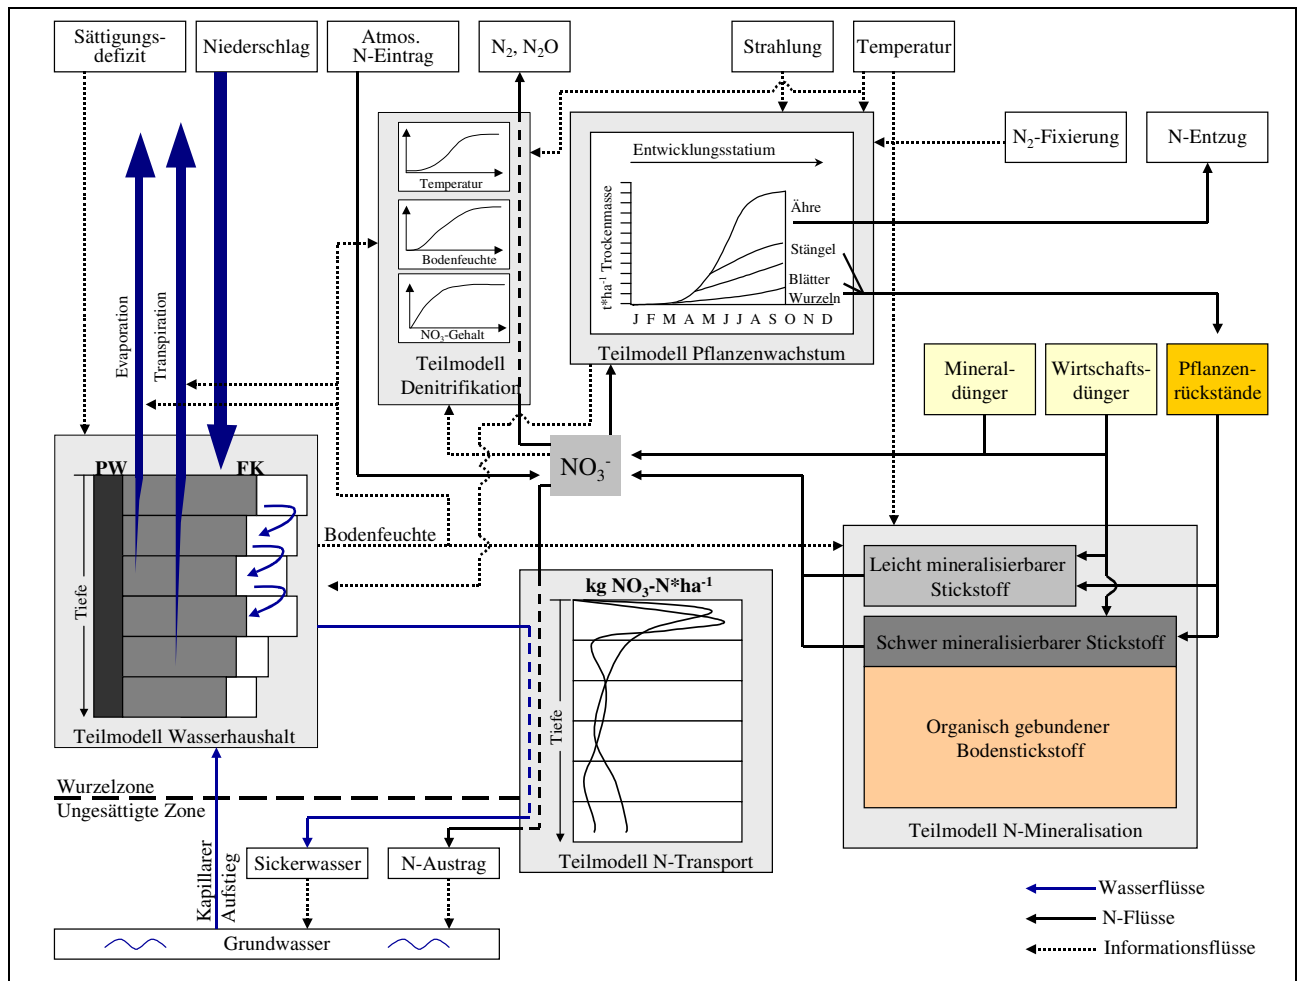 Sättigungs-
defizit
Niederschlag
Atmos.
N-Eintrag
N₂, N₂O
Strahlung
Temperatur
N₂-Fixierung
N-Entzug
Temperatur
Bodenfeuchte
NO₃-Gehalt
Teilmodell
Denitrifikation
Entwicklungsstatium
t*ha⁻¹ Trockenmasse
Ähre
Stängel
Blätter
Wurzeln
J F M A M J J A S O N D
Teilmodell Pflanzenwachstum
Evaporation
Transpiration
Mineral-
dünger
Wirtschafts-
dünger
Pflanzen-
rückstände
PW
FK
Tiefe
Teilmodell Wasserhaushalt
NO₃⁻
Bodenfeuchte
kg NO₃-N*ha⁻¹
Tiefe
Teilmodell N-Transport
Leicht mineralisierbarer
Stickstoff
Schwer mineralisierbarer Stickstoff
Organisch gebundener
Bodenstickstoff
Teilmodell N-Mineralisation
Wurzelzone
Ungesättigte Zone
Kapillarer
Aufstieg
Sickerwasser
N-Austrag
Grundwasser
Wasserflüsse
N-Flüsse
Informationsflüsse